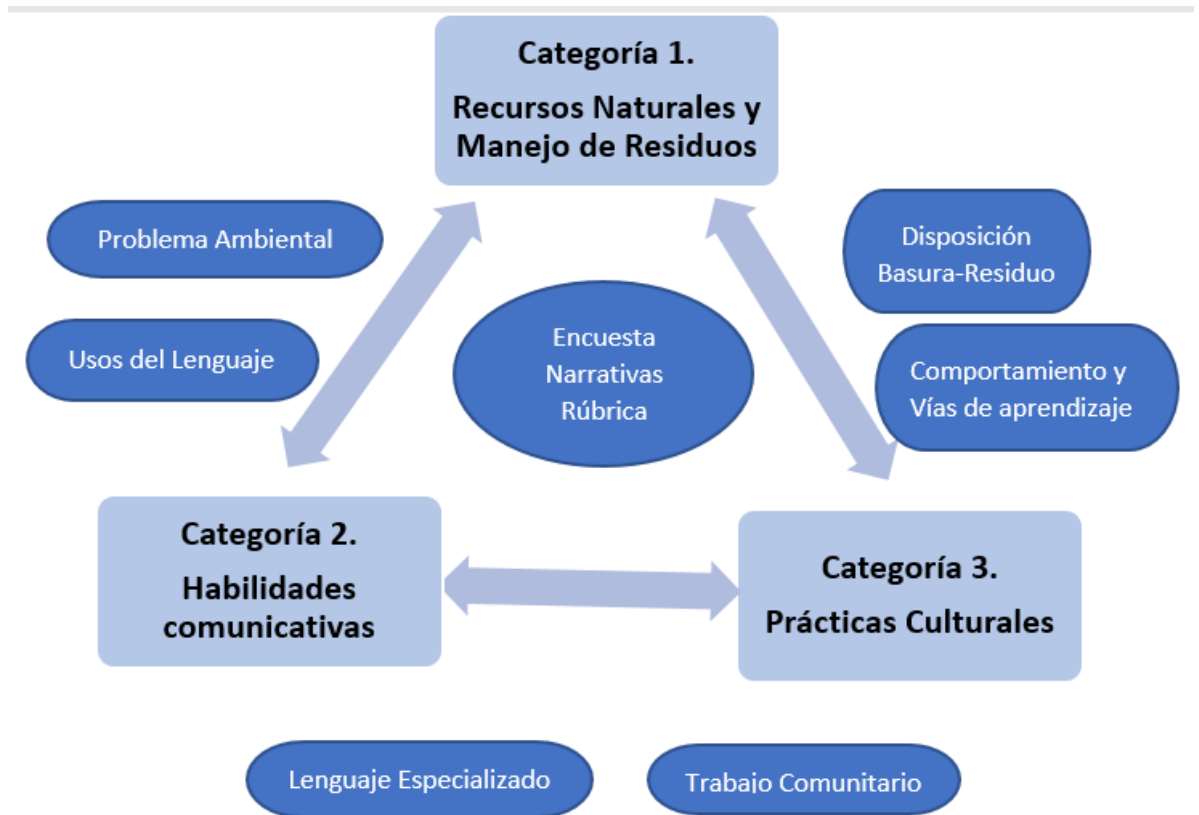 Categoría 1.
Recursos Naturales y
Manejo de Residuos
Problema Ambiental
Usos del Lenguaje
Disposición
Basura-Residuo
Comportamiento y
Vías de aprendizaje
Encuesta
Narrativas
Rúbrica
Categoría 2.
Habilidades
comunicativas
Categoría 3.
Prácticas Culturales
Lenguaje Especializado
Trabajo Comunitario